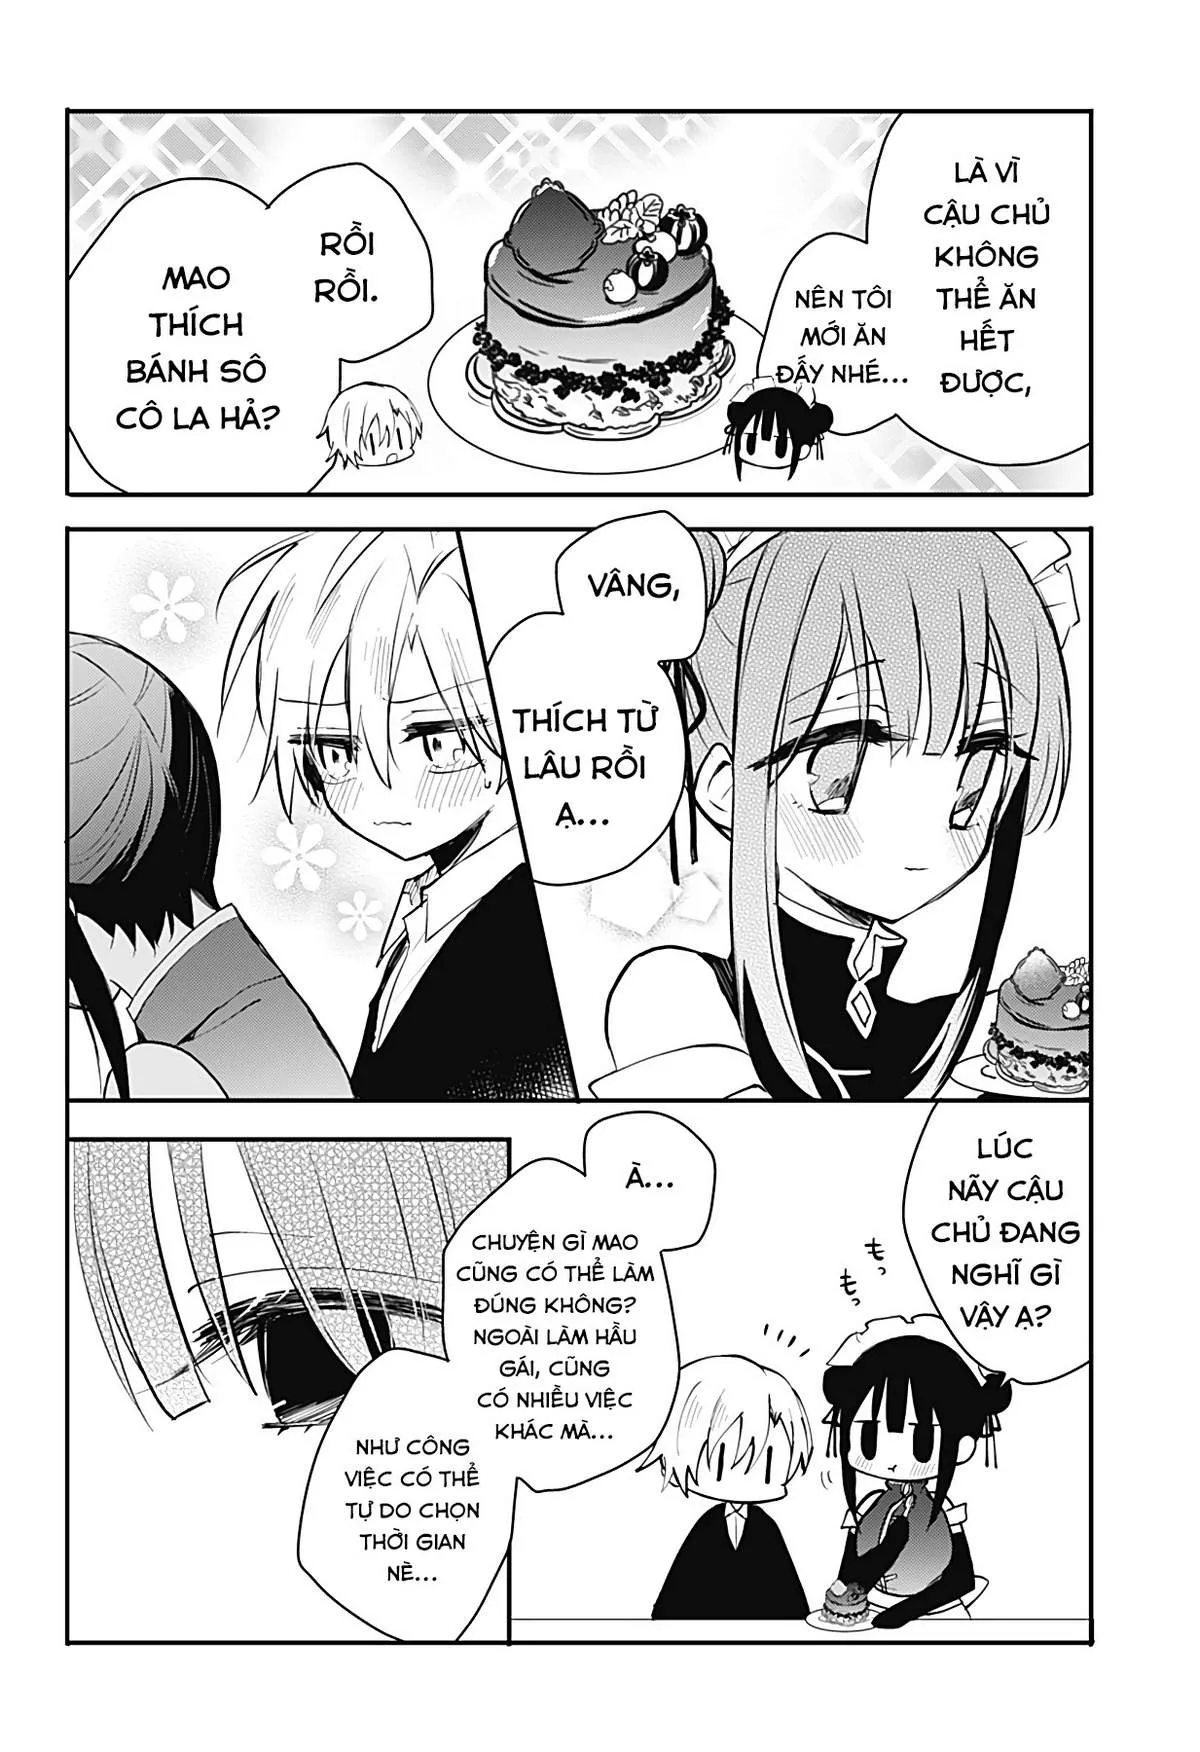 LÀ VÌ
CẬU CHỦ
KHÔNG
THỂ ĂN
HẾT
ĐƯỢC,
NÊN TÔI
MỚI ĂN
ĐẤY NHÉ...
RỒI
RỒI.
MAO
THÍCH
BÁNH SÔ
CÔ LA HẢ?
VÂNG,
THÍCH TỪ
LÂU RỒI
Ạ...
LÚC
NÃY CẬU
CHỦ ĐANG
NGHĨ GÌ
VẬY Ạ?
もっ
もっ
À...
CHUYỆN GÌ MAO
CŨNG CÓ THỂ LÀM
ĐÚNG KHÔNG?
NGOÀI LÀM HẦU
GÁI, CŨNG
CÓ NHIỀU VIỆC
KHÁC MÀ...
NHƯ CÔNG
VIỆC CÓ THỂ
TỰ DO CHỌN
THỜI GIAN
NÈ...